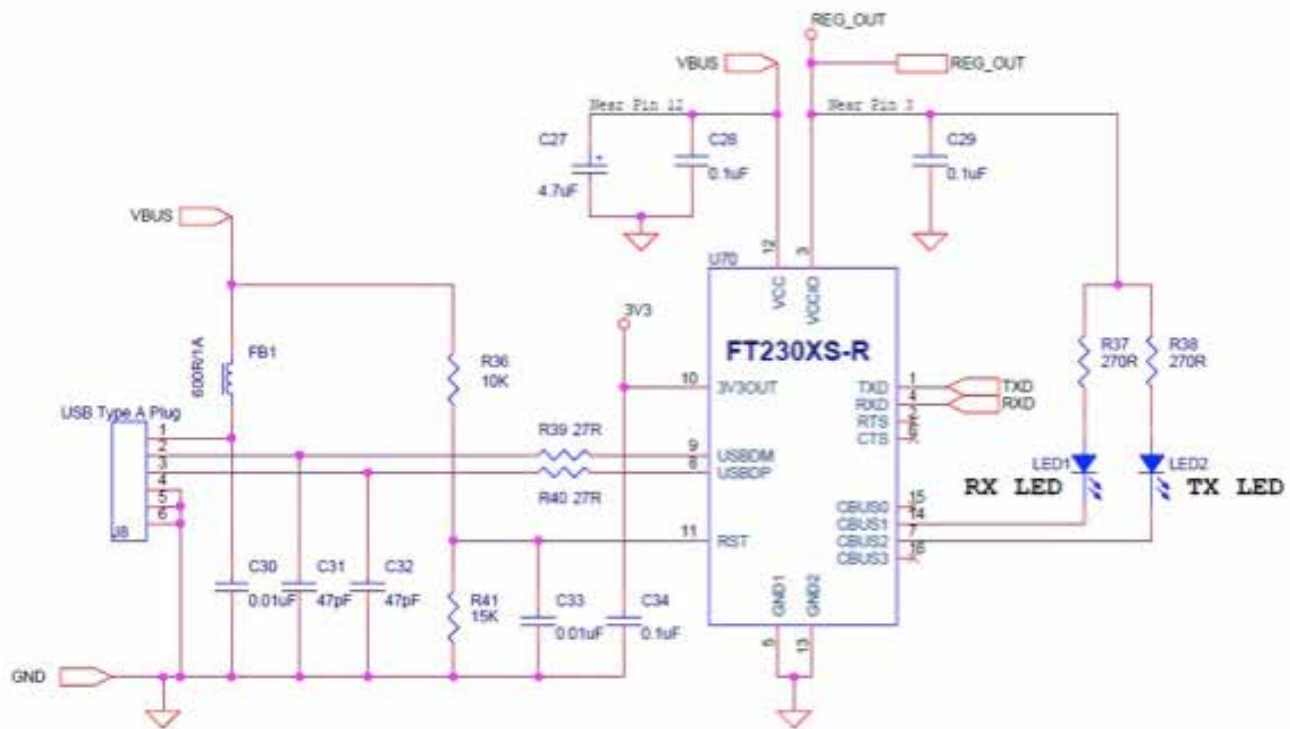 REG_OUT
VBUS
REG_OUT
Near Pin 12
Near Pin 3
C27
4.7uF
C28
0.1uF
C29
0.1uF
VBUS
12
3
U70
VCC
VCCIO
3V3
FT230XS-R
600R/1A
FB1
R36
10K
R37
270R
R38
270R
10
3V3OUT
TXD
1
TXD
RXD
4
RXD
RTS
CTS
USB Type A Plug
1
2
3
4
5
6
J8
R39 27R
9
USBDM
8
USBDP
R40 27R
LED1
RX LED
LED2
TX LED
CBUS0
15
CBUS1
14
CBUS2
7
CBUS3
16
11
RST
C30
0.01uF
C31
47pF
C32
47pF
R41
15K
C33
0.01uF
C34
0.1uF
GND1
GND2
5
13
GND